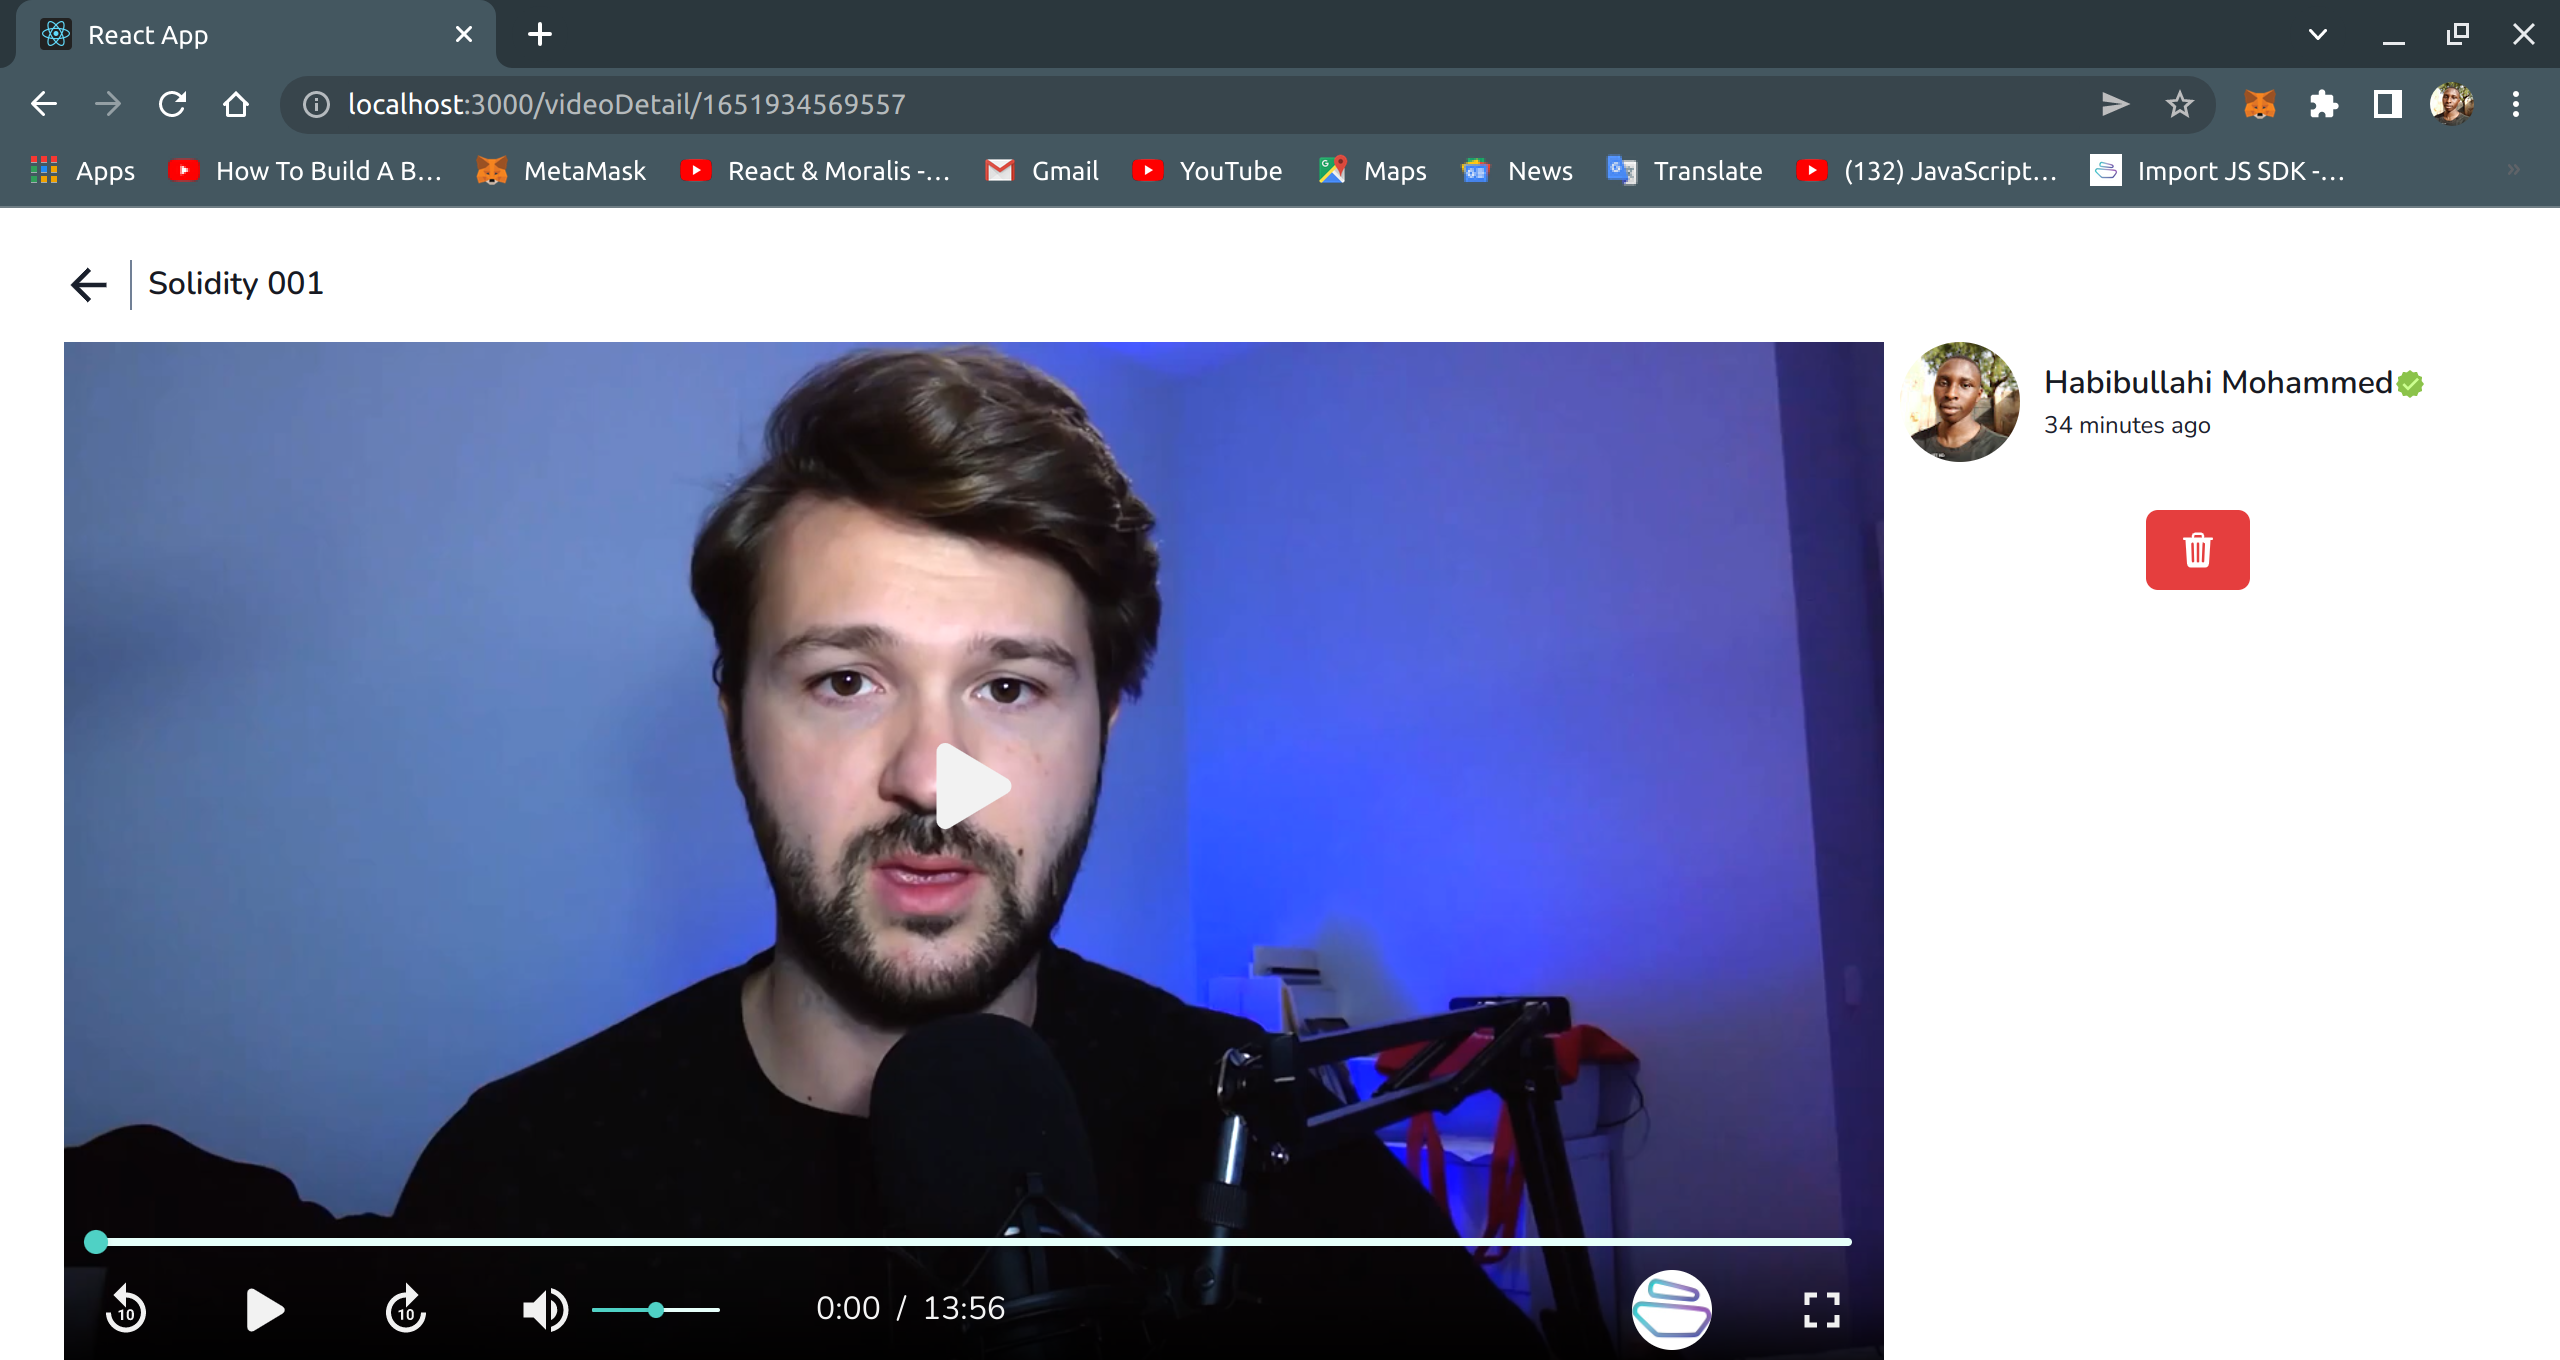 React App
localhost:3000/videoDetail/1651934569557
Apps How To Build A B... MetaMask React & Moralis -... Gmail YouTube Maps News Translate (132) JavaScript... Import JS SDK -...
Solidity 001
Habibullahi Mohammed
34 minutes ago
10 10 0:00 / 13:56